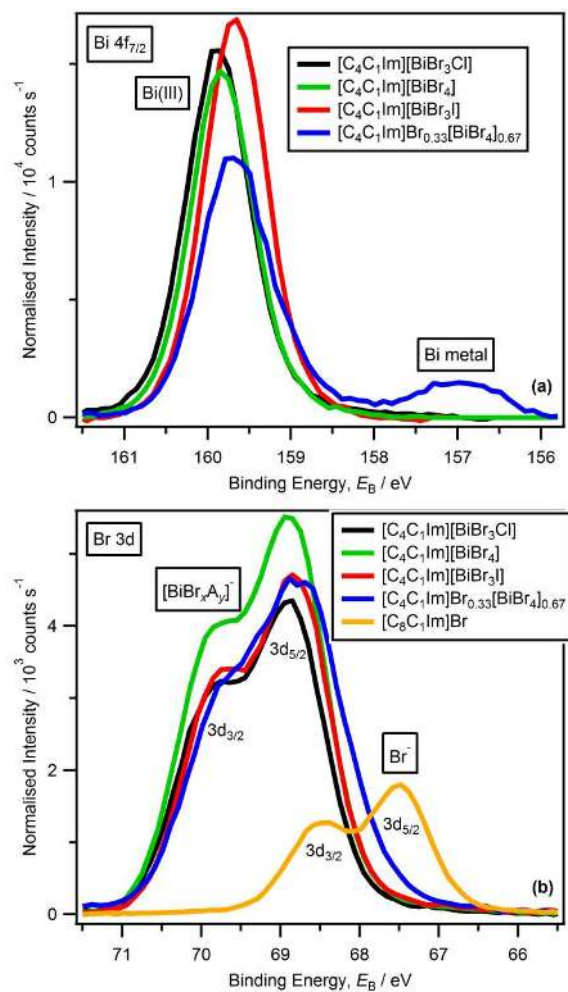 Bi 4f7/2
Bi(III)
[C4C1Im][BiBr3Cl]
[C4C1Im][BiBr4]
[C4C1Im][BiBr3I]
[C4C1Im]Br0.33[BiBr4]0.67
Normalised Intensity / 10^4 counts s^-1
1
0
Bi metal
(a)
161 160 159 158 157 156
Binding Energy, EB / eV
Br 3d
[BiBrxAy]-
[C4C1Im][BiBr3Cl]
[C4C1Im][BiBr4]
[C4C1Im][BiBr3I]
[C4C1Im]Br0.33[BiBr4]0.67
[C8C1Im]Br
Normalised Intensity / 10^3 counts s^-1
4
2
0
3d5/2
3d3/2
Br-
3d5/2
3d3/2
(b)
71 70 69 68 67 66
Binding Energy, EB / eV